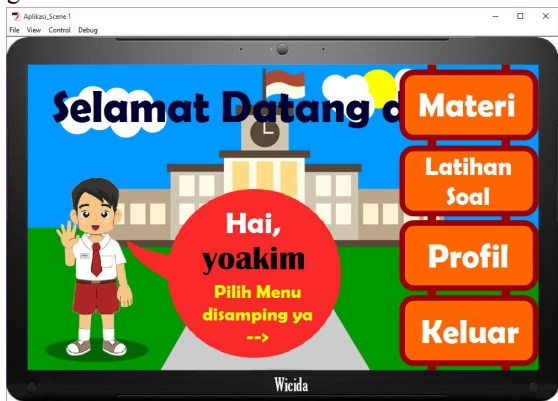 Aplikasi_Scene 1
File View Control Debug
Selamat Datang d
Materi
Latihan
Soal
Profil
Keluar
Hai,
yoakim
Pilih Menu
disamping ya
-->
Wicida